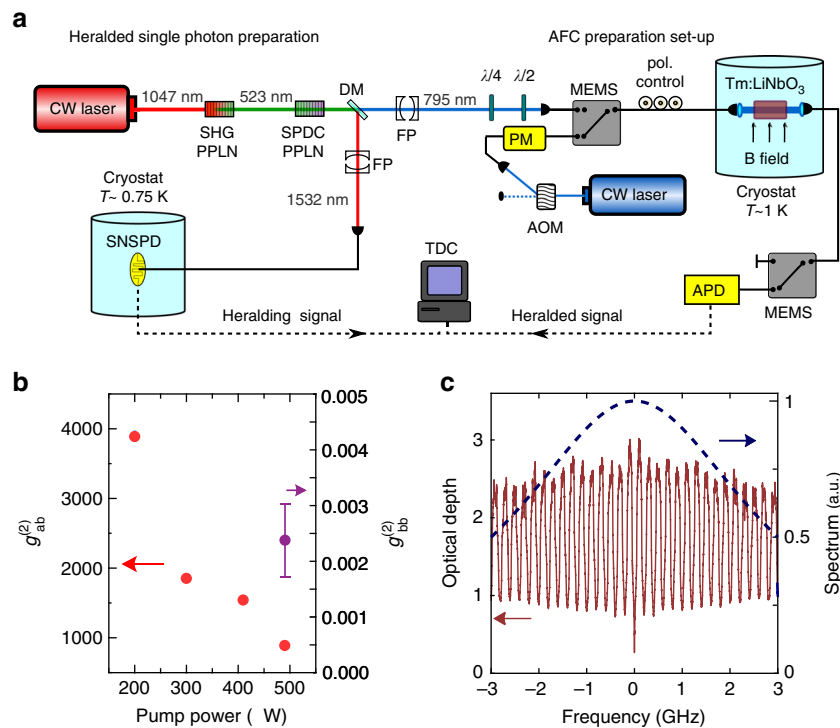 a
Heralded single photon preparation
AFC preparation set-up
CW laser
1047 nm
523 nm
DM
795 nm
λ/4
λ/2
MEMS
pol.
control
Tm:LiNbO3
SHG
PPLN
SPDC
PPLN
FP
FP
PM
B field
Cryostat
T~ 0.75 K
1532 nm
AOM
CW laser
Cryostat
T~1 K
SNSPD
TDC
APD
MEMS
Heralding signal
Heralded signal
b
c
4000
3000
2000
1000
g(2)ab
0.005
0.004
0.003
0.002
0.001
0.000
g(2)bb
200 300 400 500
Pump power ( W)
3
2
1
0
Optical depth
1
0.5
0
Spectrum (a.u.)
–3 –2 –1 0 1 2 3
Frequency (GHz)